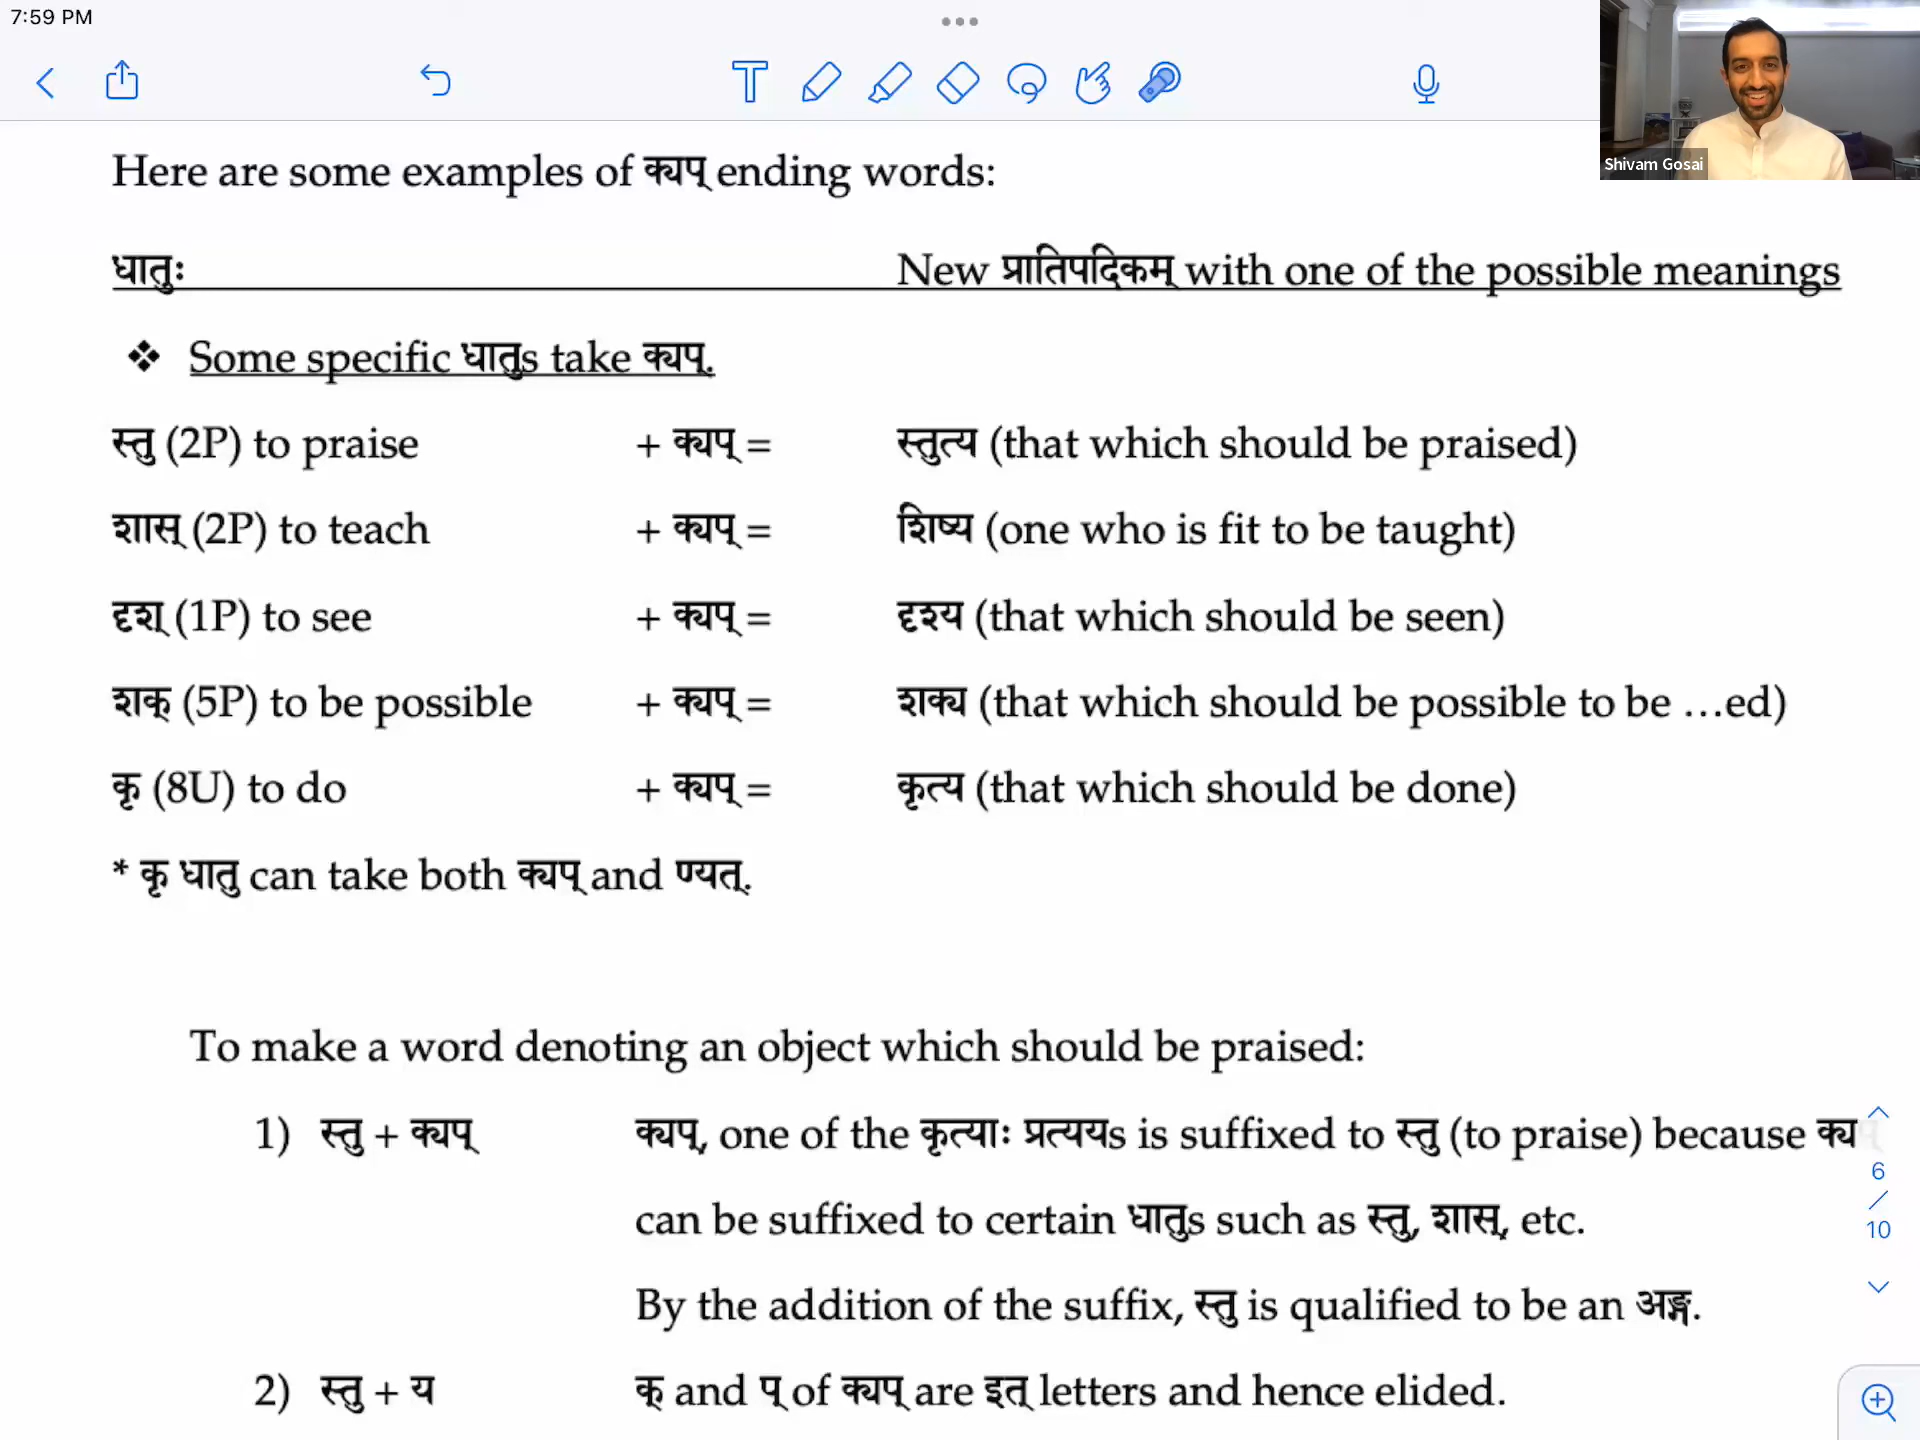 7:59 PM
Shivam Gosai
Here are some examples of क्यप् ending words:
धातुः New प्रातिपदिकम् with one of the possible meanings
❖ Some specific धातुs take क्यप्.
स्तु (2P) to praise + क्यप् = स्तुत्य (that which should be praised)
शास् (2P) to teach + क्यप् = शिष्य (one who is fit to be taught)
दृश् (1P) to see + क्यप् = दृश्य (that which should be seen)
शक् (5P) to be possible + क्यप् = शक्य (that which should be possible to be …ed)
कृ (8U) to do + क्यप् = कृत्य (that which should be done)
* कृ धातु can take both क्यप् and ण्यत्.
To make a word denoting an object which should be praised:
1) स्तु + क्यप् क्यप्, one of the कृत्याः प्रत्ययs is suffixed to स्तु (to praise) because क्यप्
can be suffixed to certain धातुs such as स्तु, शास्, etc.
By the addition of the suffix, स्तु is qualified to be an अङ्ग.
2) स्तु + य क् and प् of क्यप् are इत् letters and hence elided.
6
/
10